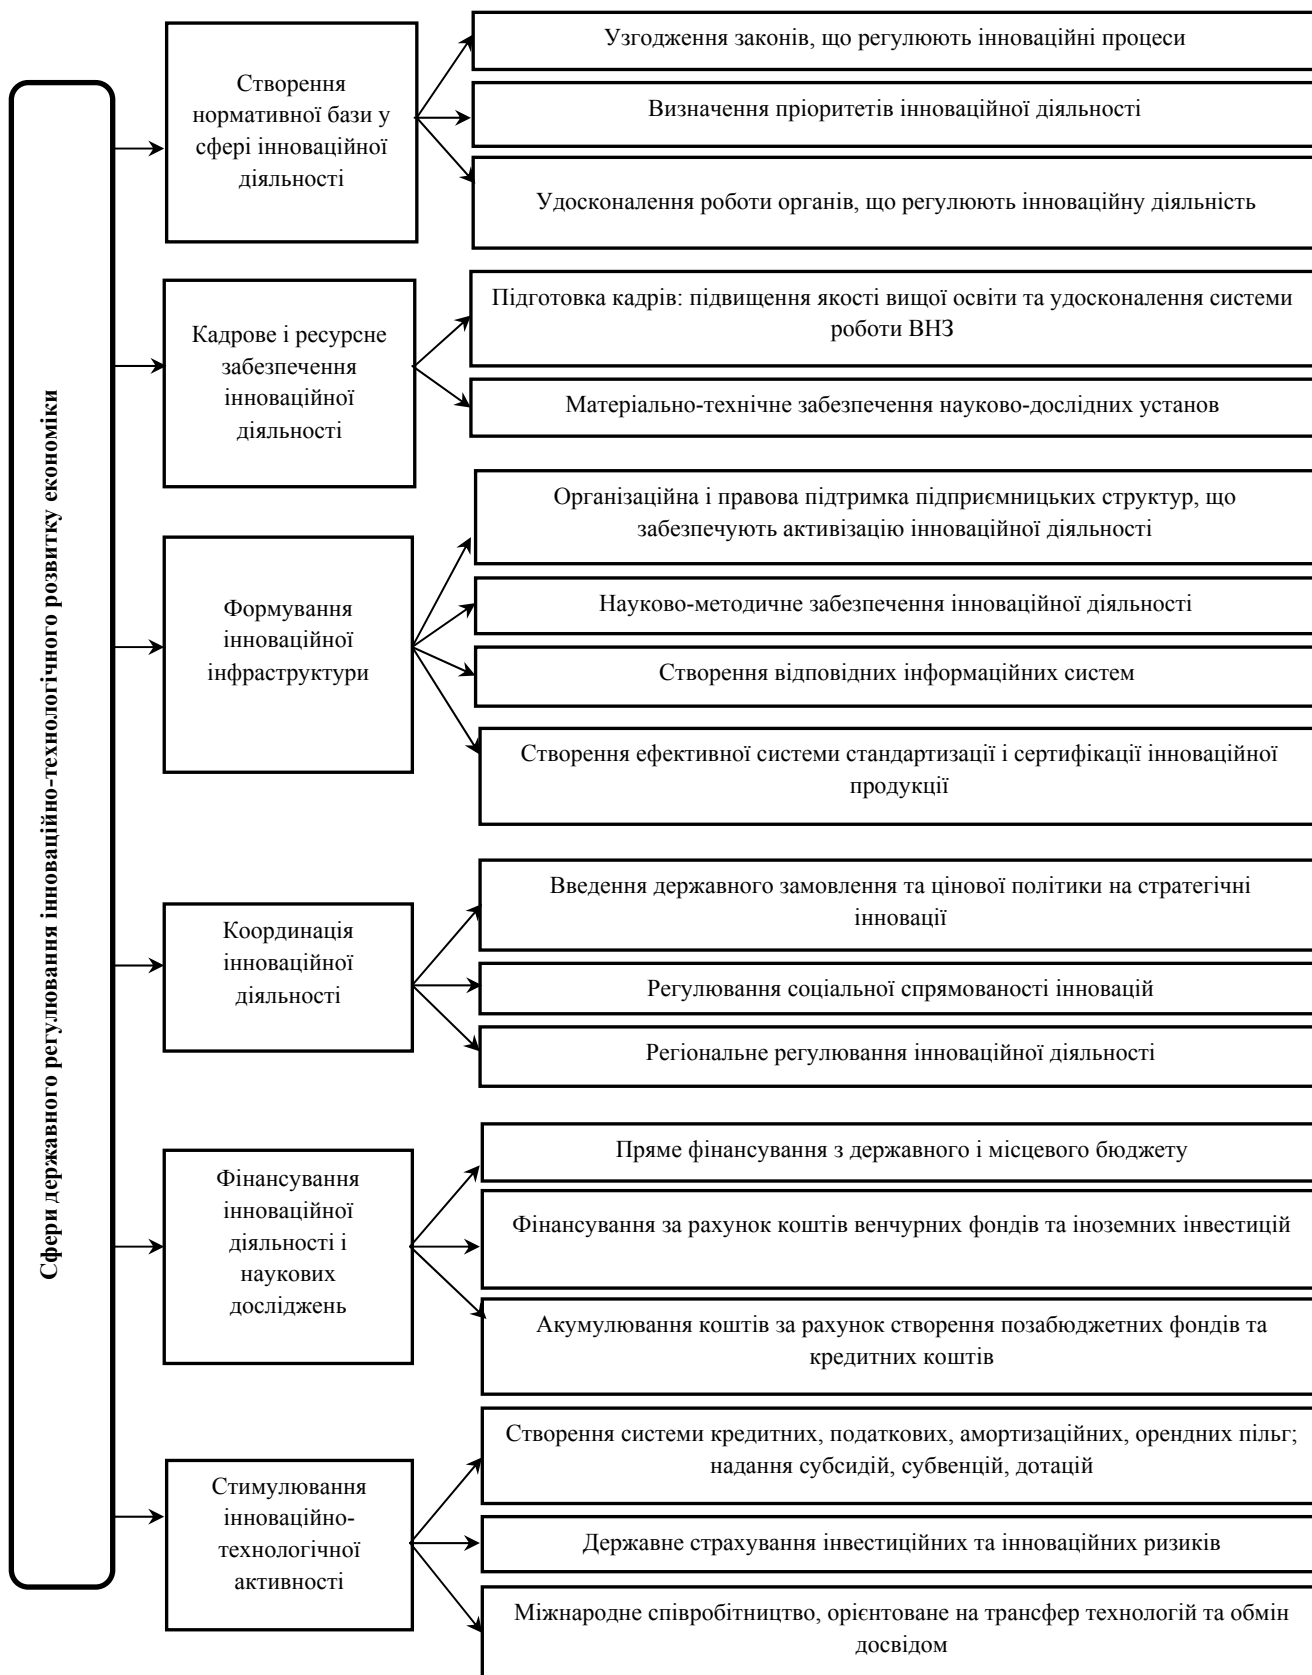 Сфери державного регулювання інноваційно-технологічного розвитку економіки
Створення
нормативної бази у
сфері інноваційної
діяльності
Узгодження законів, що регулюють інноваційні процеси
Визначення пріоритетів інноваційної діяльності
Удосконалення роботи органів, що регулюють інноваційну діяльність
Кадрове і ресурсне
забезпечення
інноваційної
діяльності
Підготовка кадрів: підвищення якості вищої освіти та удосконалення системи
роботи ВНЗ
Матеріально-технічне забезпечення науково-дослідних установ
Формування
інноваційної
інфраструктури
Організаційна і правова підтримка підприємницьких структур, що
забезпечують активізацію інноваційної діяльності
Науково-методичне забезпечення інноваційної діяльності
Створення відповідних інформаційних систем
Створення ефективної системи стандартизації і сертифікації інноваційної
продукції
Координація
інноваційної
діяльності
Введення державного замовлення та цінової політики на стратегічні
інновації
Регулювання соціальної спрямованості інновацій
Регіональне регулювання інноваційної діяльності
Фінансування
інноваційної
діяльності і
наукових
досліджень
Пряме фінансування з державного і місцевого бюджету
Фінансування за рахунок коштів венчурних фондів та іноземних інвестицій
Акумулювання коштів за рахунок створення позабюджетних фондів та
кредитних коштів
Стимулювання
інноваційно-
технологічної
активності
Створення системи кредитних, податкових, амортизаційних, орендних пільг;
надання субсидій, субвенцій, дотацій
Державне страхування інвестиційних та інноваційних ризиків
Міжнародне співробітництво, орієнтоване на трансфер технологій та обмін
досвідом